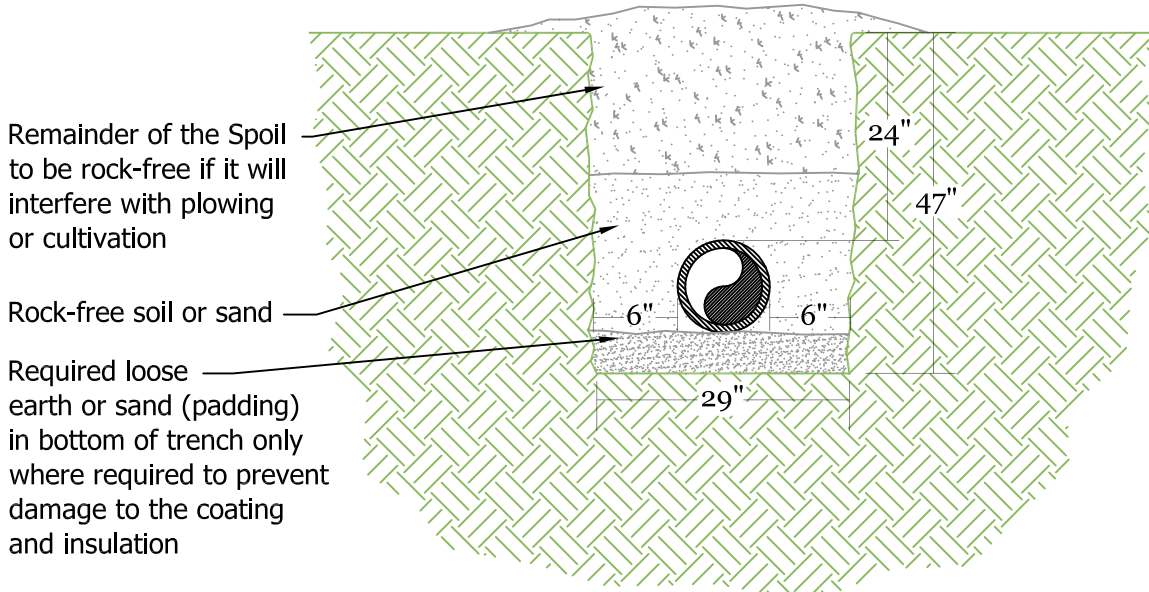 Remainder of the Spoil
to be rock-free if it will
interfere with plowing
or cultivation
Rock-free soil or sand
Required loose
earth or sand (padding)
in bottom of trench only
where required to prevent
damage to the coating
and insulation
24"
47"
6"
6"
29"